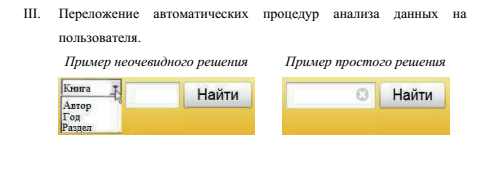 III. Переложение автоматических процедур анализа данных на
пользователя.
Пример неочевидного решения Пример простого решения
Книга Найти Найти
Автор
Год
Раздел